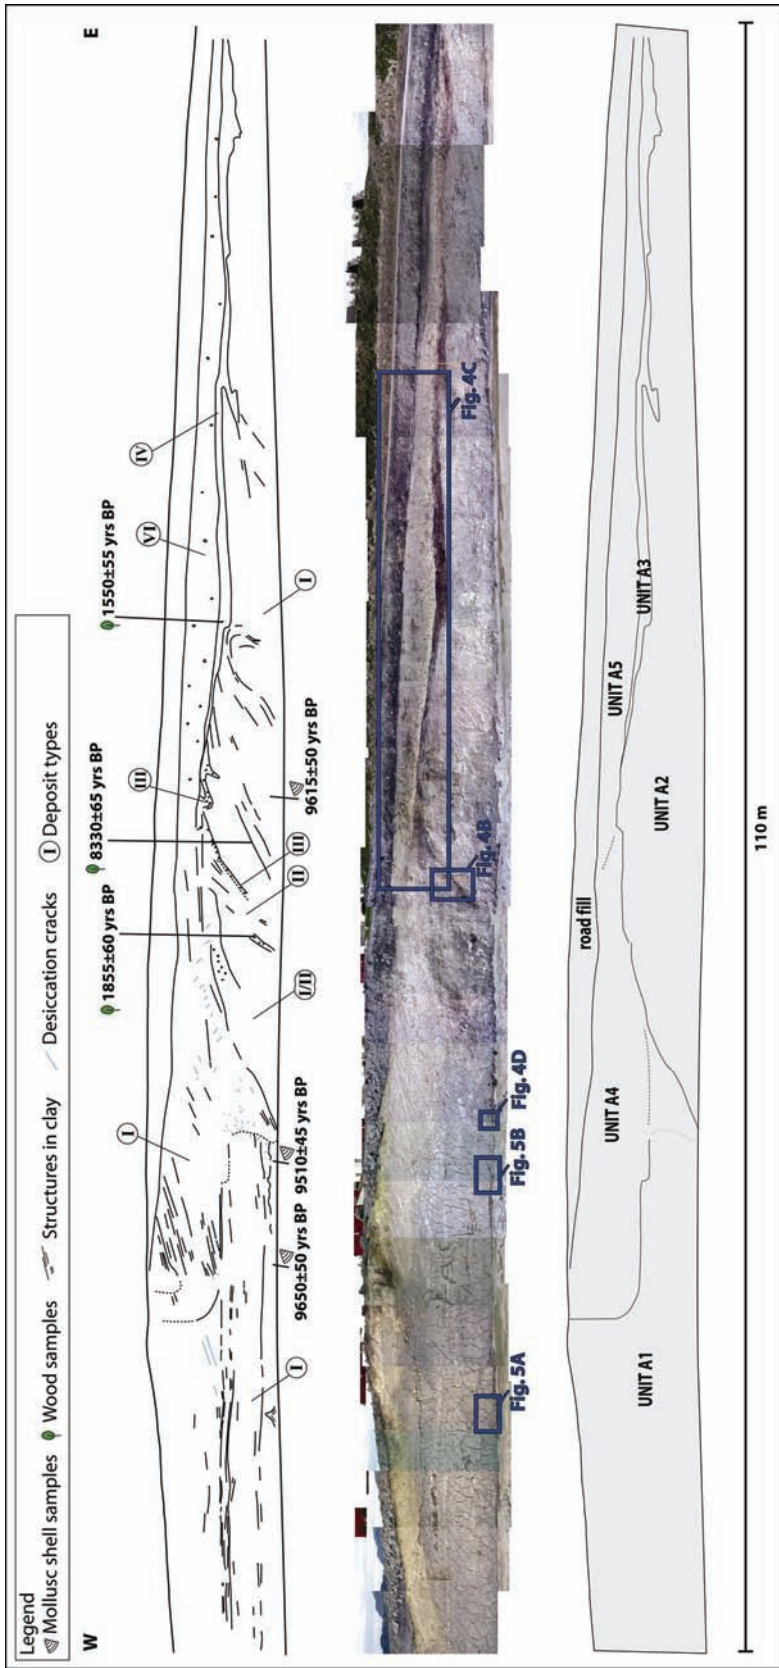 Legend
Mollusc shell samples Wood samples Structures in clay Desiccation cracks I Deposit types
W E
1855±60 yrs BP
8330±65 yrs BP
1550±55 yrs BP
I
III
VI
IV
I
9650±50 yrs BP
9510±45 yrs BP
I/II
II
III
9615±50 yrs BP
I
Fig. 5A
Fig. 5B
Fig. 4D
Fig. 4B
Fig. 4C
road fill
UNIT A1
UNIT A4
UNIT A5
UNIT A2
UNIT A3
110 m